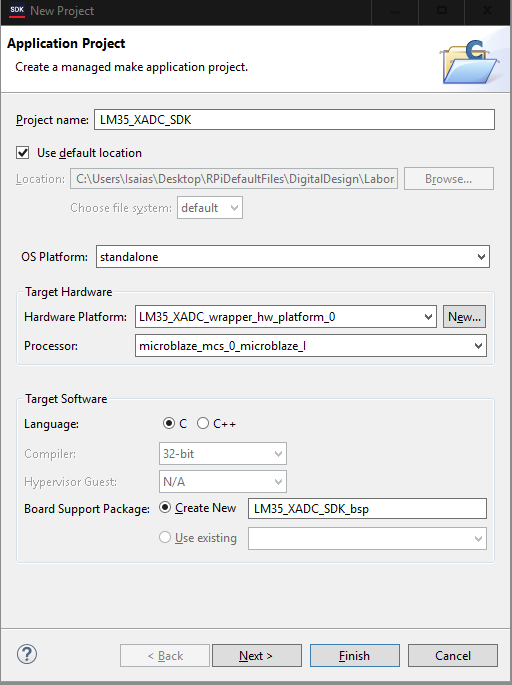 SDK New Project
Application Project
Create a managed make application project.
C
Project name: LM35_XADC_SDK
Use default location
Location: C:\Users\Isaias\Desktop\RPiDefaultFiles\DigitalDesign\Labor Browse...
Choose file system: default
OS Platform: standalone
Target Hardware
Hardware Platform: LM35_XADC_wrapper_hw_platform_0 New...
Processor: microblaze_mcs_0_microblaze_I
Target Software
Language: C C++
Compiler: 32-bit
Hypervisor Guest: N/A
Board Support Package: Create New LM35_XADC_SDK_bsp
Use existing
? < Back Next > Finish Cancel